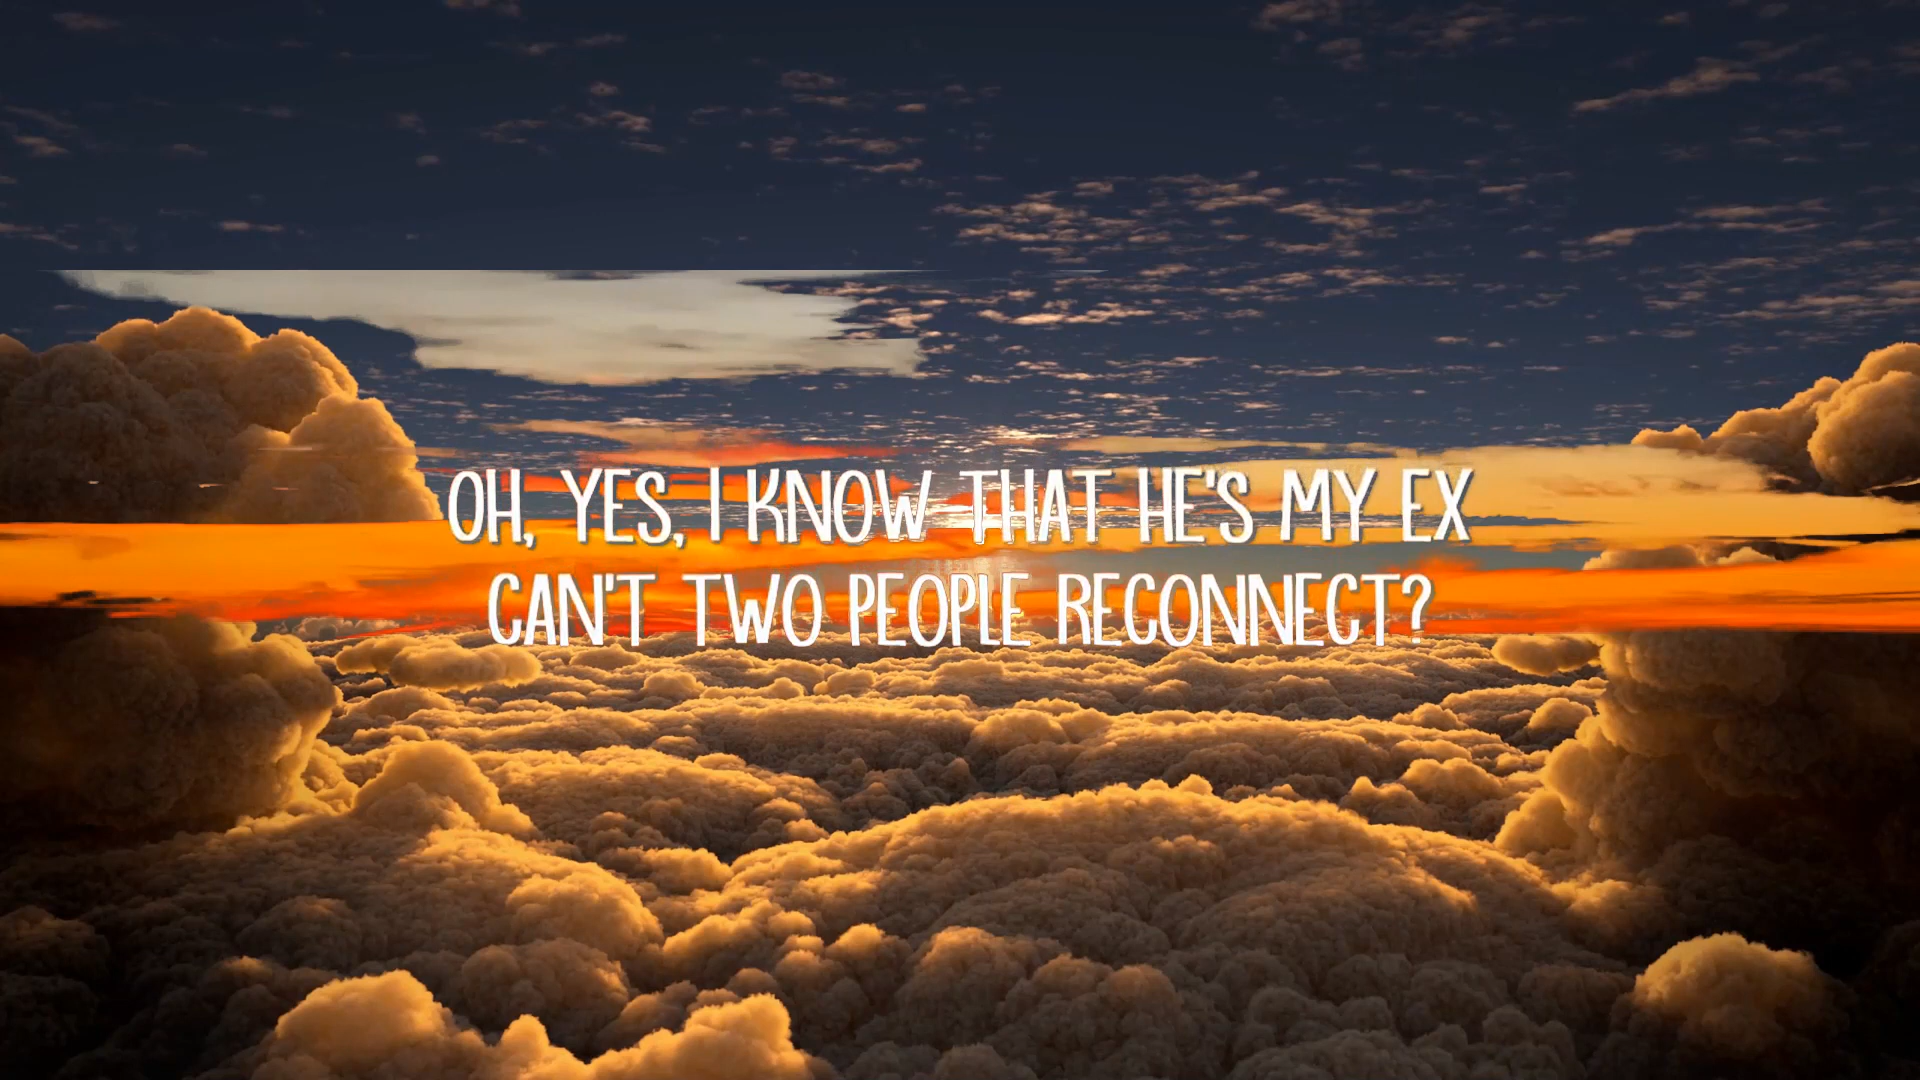 OH, YES, I KNOW THAT HE'S MY EX
CAN'T TWO PEOPLE RECONNECT?